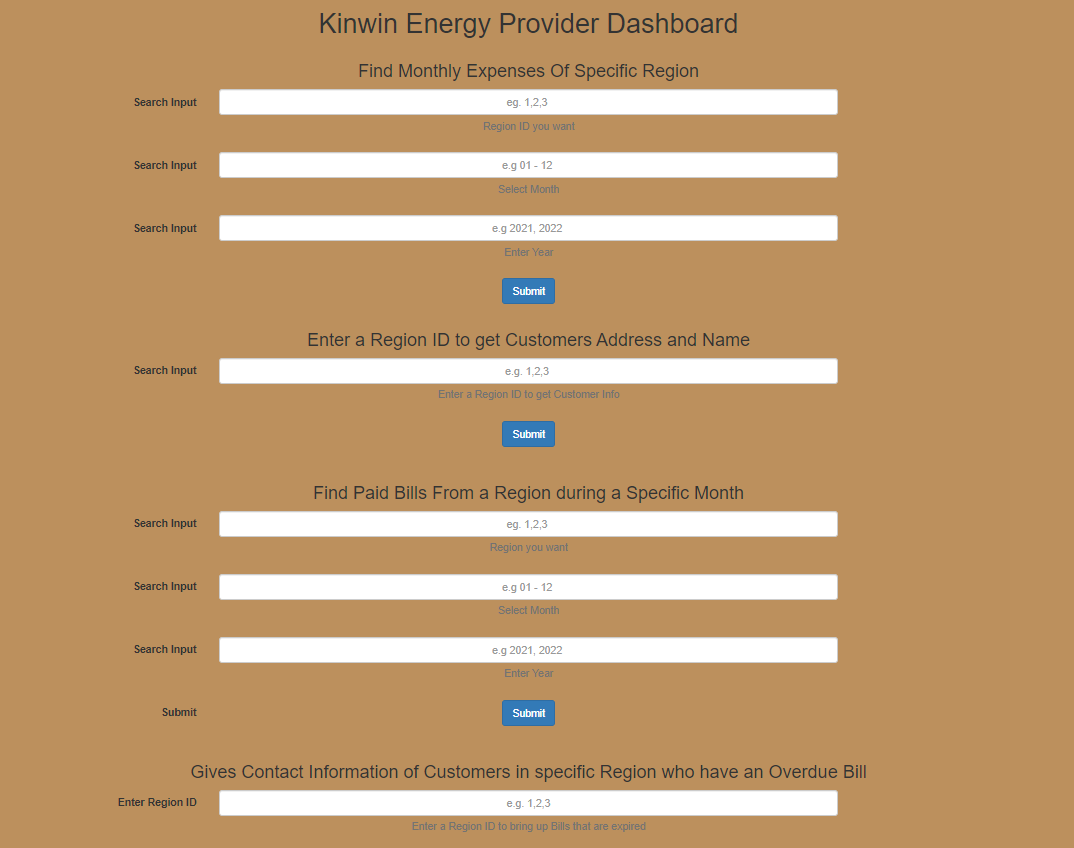 Kinwin Energy Provider Dashboard
Find Monthly Expenses Of Specific Region
Search Input eg. 1,2,3
Region ID you want
Search Input e.g 01 - 12
Select Month
Search Input e.g 2021, 2022
Enter Year
Submit
Enter a Region ID to get Customers Address and Name
Search Input e.g. 1,2,3
Enter a Region ID to get Customer Info
Submit
Find Paid Bills From a Region during a Specific Month
Search Input eg. 1,2,3
Region you want
Search Input e.g 01 - 12
Select Month
Search Input e.g 2021, 2022
Enter Year
Submit Submit
Gives Contact Information of Customers in specific Region who have an Overdue Bill
Enter Region ID e.g. 1,2,3
Enter a Region ID to bring up Bills that are expired